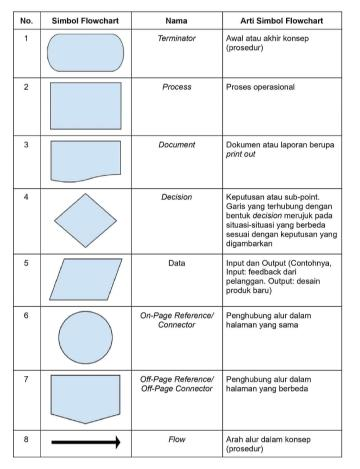 No. Simbol Flowchart Nama Arti Simbol Flowchart
1 Terminator Awal atau akhir konsep
(prosedur)
2 Process Proses operasional
3 Document Dokumen atau laporan berupa
print out
4 Decision Keputusan atau sub-point.
Garis yang terhubung dengan
bentuk decision merujuk pada
situasi-situasi yang berbeda
sesuai dengan keputusan yang
digambarkan
5 Data Input dan Output (Contohnya,
Input: feedback dari
pelanggan. Output: desain
produk baru)
6 On-Page Reference/ Penghubung alur dalam
Connector halaman yang sama
7 Off-Page Reference/ Penghubung alur dalam
Off-Page Connector halaman yang berbeda
8 Flow Arah alur dalam konsep
(prosedur)